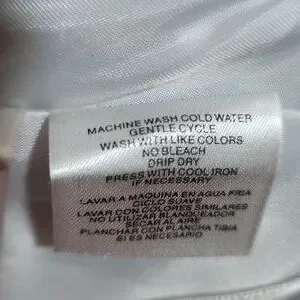 MACHINE WASH COLD WATER
GENTLE CYCLE
WASH WITH LIKE COLORS
NO BLEACH
DRIP DRY
PRESS WITH COOL IRON
IF NECESSARY
LAVAR A MAQUINA EN AGUA FRIA
CICLO SUAVE
LAVAR CON COLORES SIMILARES
NO UTILIZAR BLANQUEADOR
SECAR AL AIRE
PLANCHAR CON PLANCHA TIBIA
SI ES NECESARIO